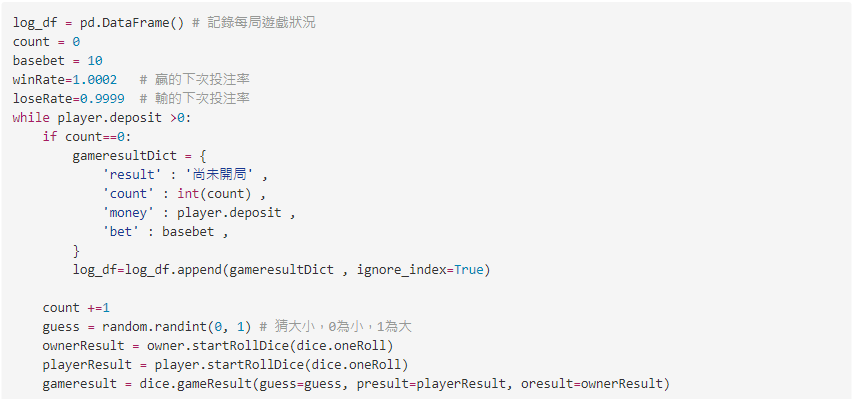 log_df = pd.DataFrame() # 記錄每局遊戲狀況
count = 0
basebet = 10
winRate=1.0002   # 贏的下次投注率
loseRate=0.9999  # 輸的下次投注率
while player.deposit >0:
    if count==0:
        gameresultDict = {
            'result' : '尚未開局' ,
            'count' : int(count) ,
            'money' : player.deposit ,
            'bet' : basebet ,
        }
        log_df=log_df.append(gameresultDict , ignore_index=True)
    count +=1
    guess = random.randint(0, 1) # 猜大小，0為小，1為大
    ownerResult = owner.startRollDice(dice.oneRoll)
    playerResult = player.startRollDice(dice.oneRoll)
    gameresult = dice.gameResult(guess=guess, presult=playerResult, oresult=ownerResult)